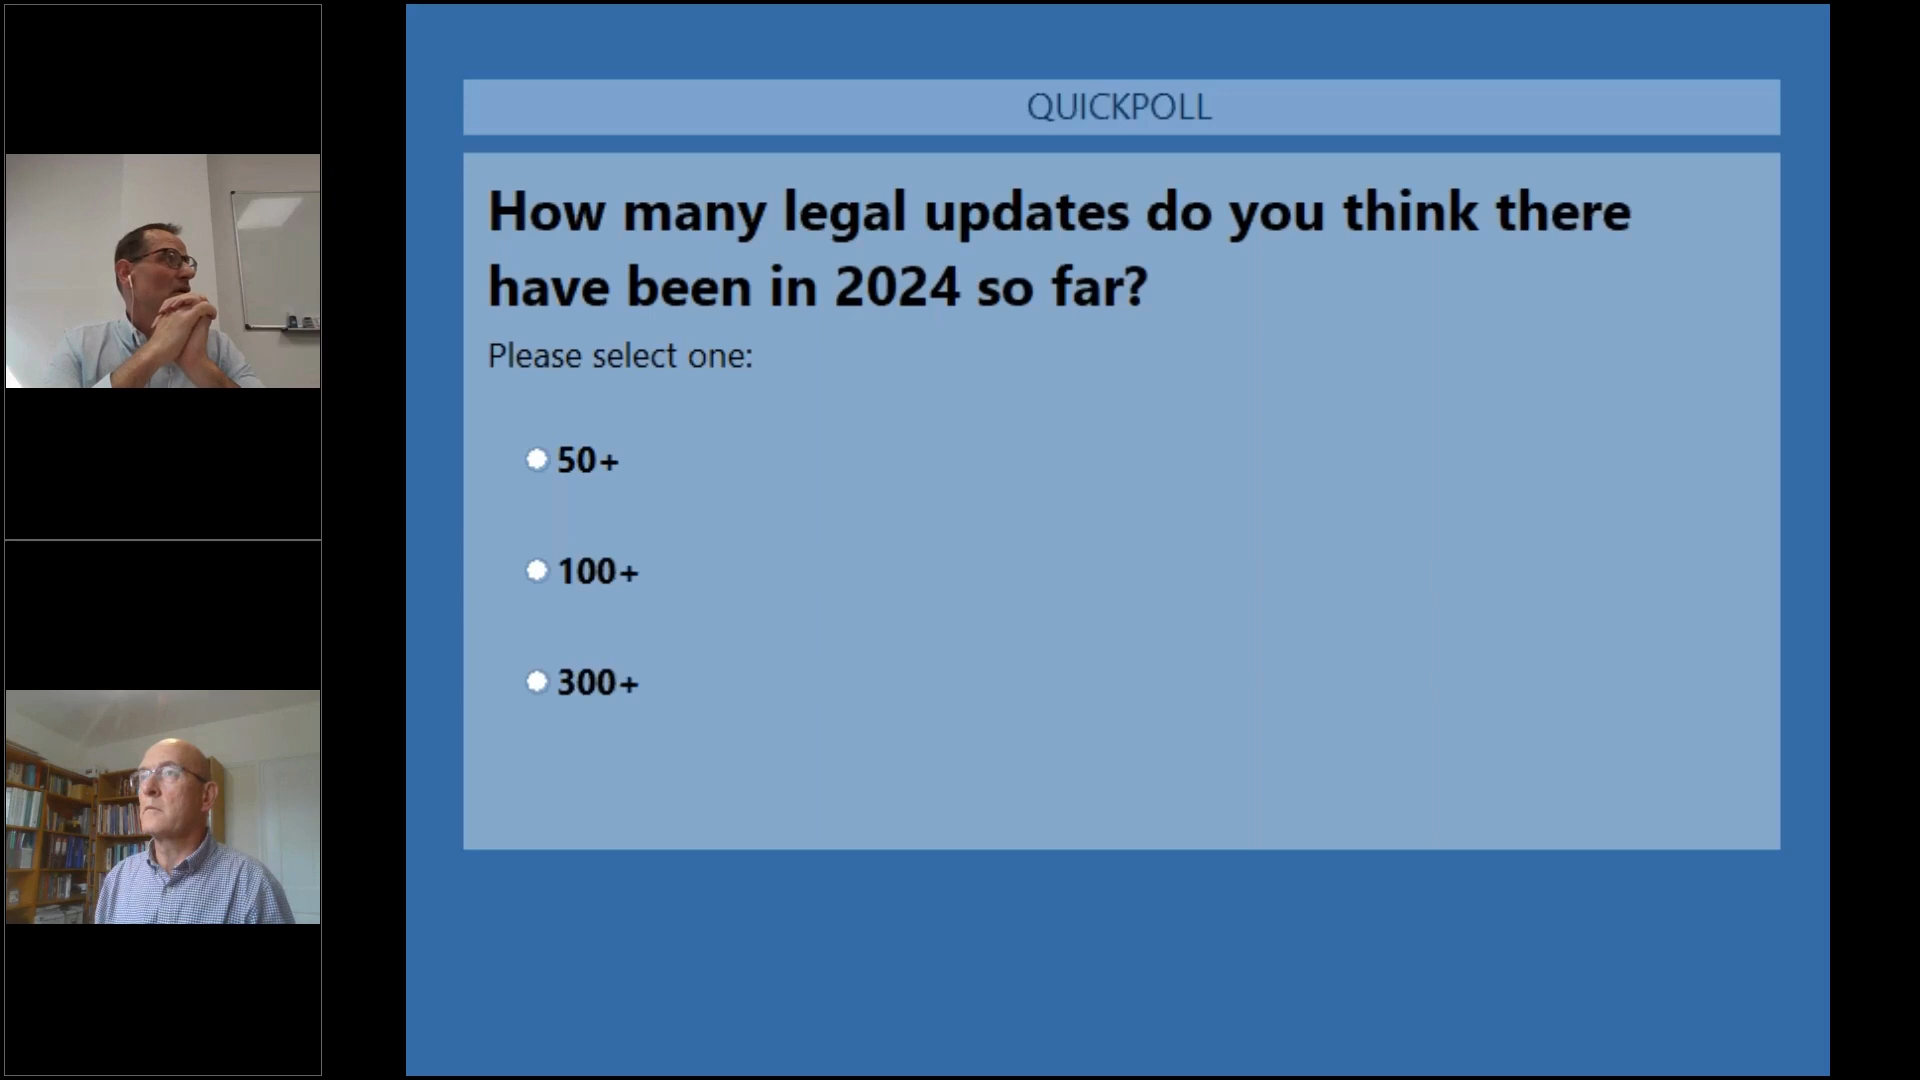 QUICKPOLL
How many legal updates do you think there
have been in 2024 so far?
Please select one:
50+
100+
300+